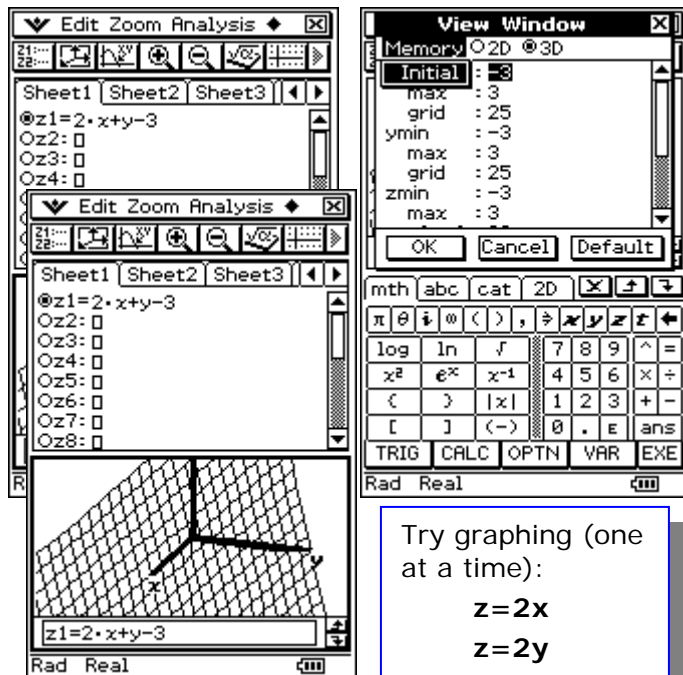 Edit Zoom Analysis
Sheet1 Sheet2 Sheet3
z1=2·x+y-3
z2:
z3:
z4:
Edit Zoom Analysis
Sheet1 Sheet2 Sheet3
z1=2·x+y-3
z2:
z3:
z4:
z5:
z6:
z7:
z8:
x
y
z1=2·x+y-3
Rad Real
View Window
Memory 2D 3D
Initial :-3
max :3
grid :25
ymin :-3
max :3
grid :25
zmin :-3
max :3
OK Cancel Default
mth abc cat 2D
π θ i ∞ ( ) , ⇒ x y z t
log ln √ 7 8 9 ^ =
x² eˣ x⁻¹ 4 5 6 × ÷
( ) |x| 1 2 3 + −
[ ] (−) 0 . E ans
TRIG CALC OPTN VAR EXE
Rad Real
Try graphing (one
at a time):
z=2x
z=2y